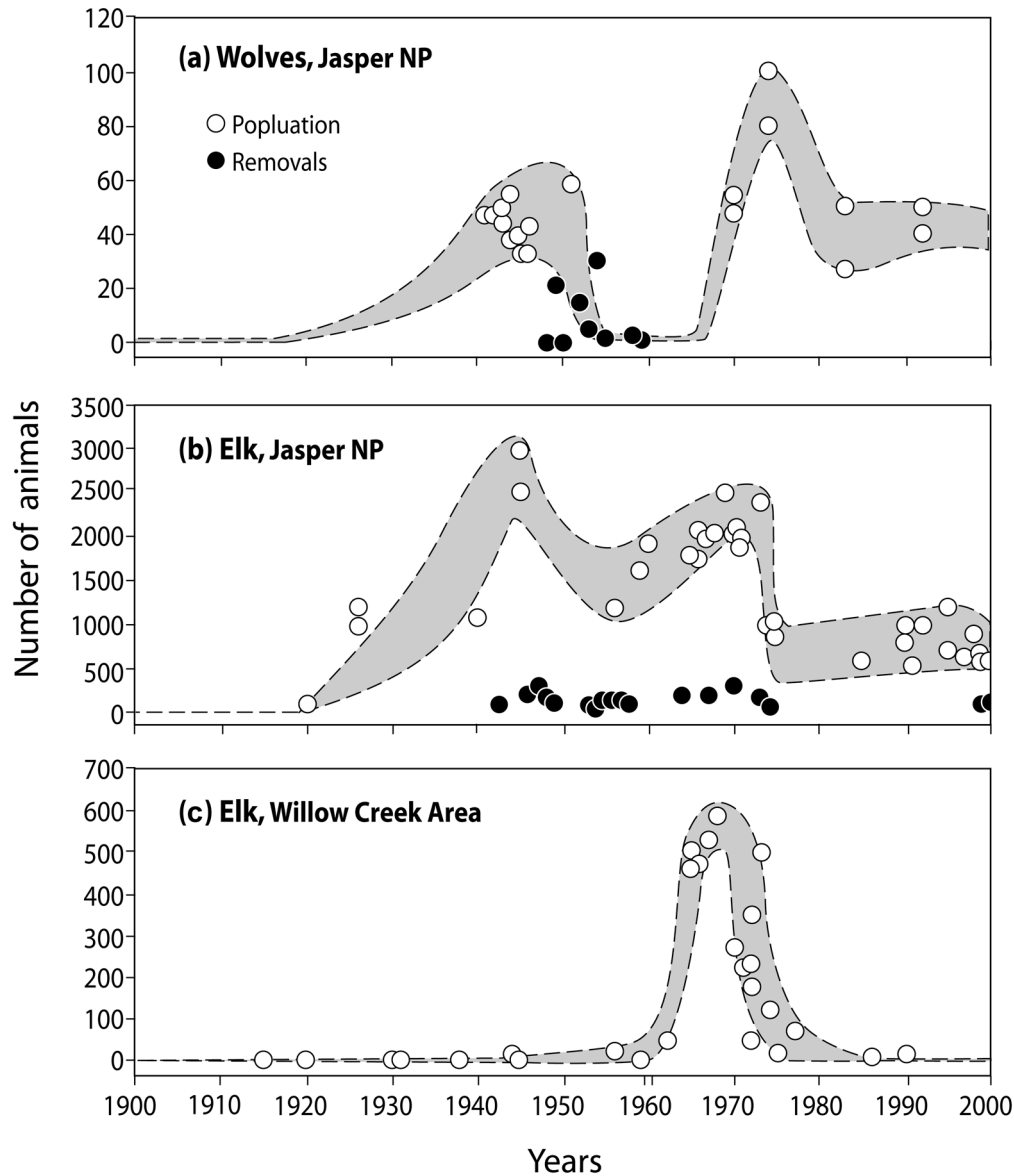 120
(a) Wolves, Jasper NP
100
Popluation
80
Removals
60
40
20
0
3500
(b) Elk, Jasper NP
3000
2500
2000
1500
1000
500
0
Number of animals
700
(c) Elk, Willow Creek Area
600
500
400
300
200
100
0
1900 1910 1920 1930 1940 1950 1960 1970 1980 1990 2000
Years